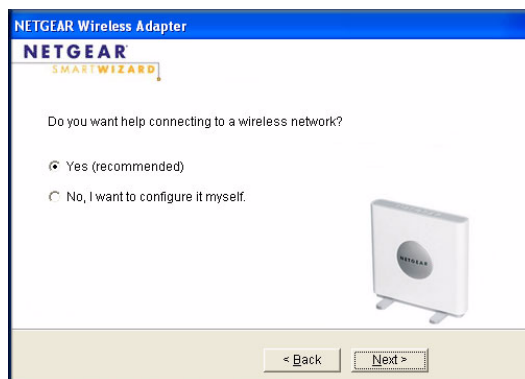 NETGEAR Wireless Adapter
NETGEAR
SMARTWIZARD
Do you want help connecting to a wireless network?
Yes (recommended)
No, I want to configure it myself.
NETGEAR
< Back
Next >